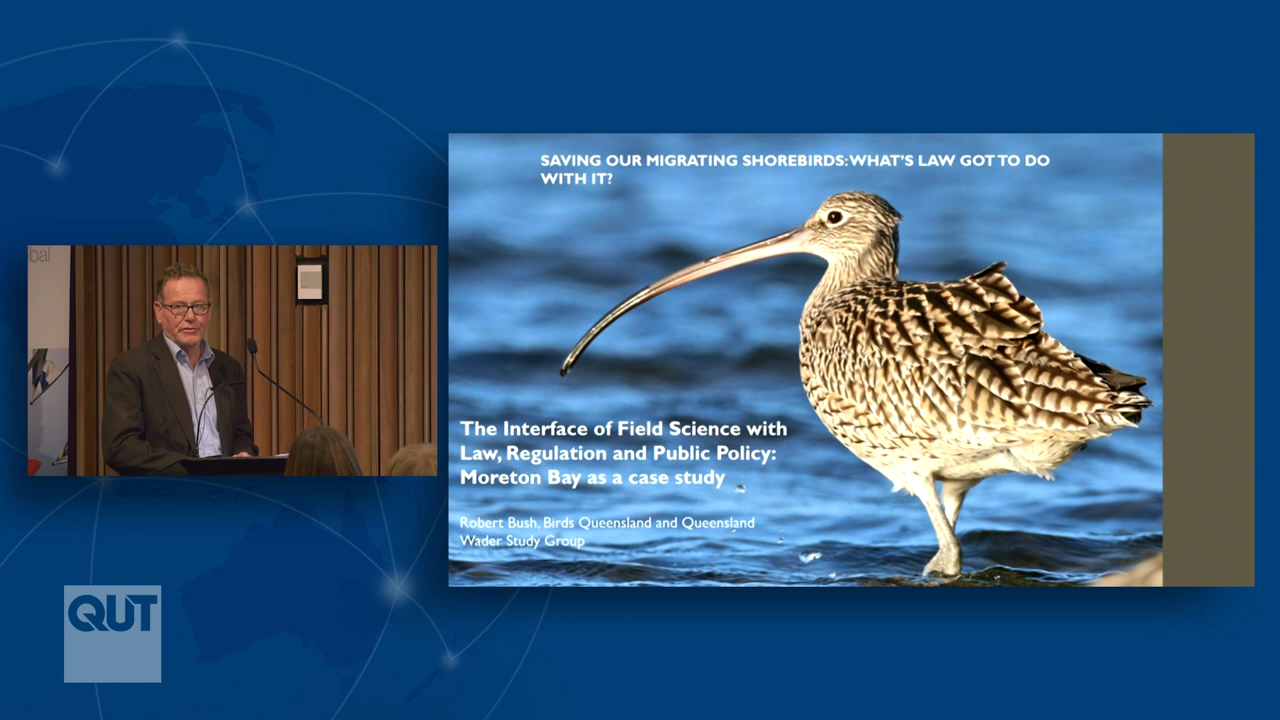 SAVING OUR MIGRATING SHOREBIRDS: WHAT'S LAW GOT TO DO
WITH IT?
bal
The Interface of Field Science with
Law, Regulation and Public Policy:
Moreton Bay as a case study
Robert Bush, Birds Queensland and Queensland
Wader Study Group
QUT